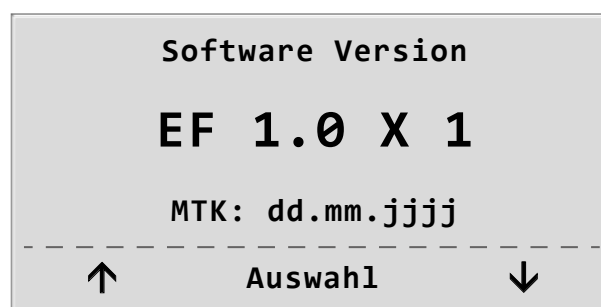 Software Version
EF 1.0 X 1
MTK: dd.mm.jjjj
↑ Auswahl ↓